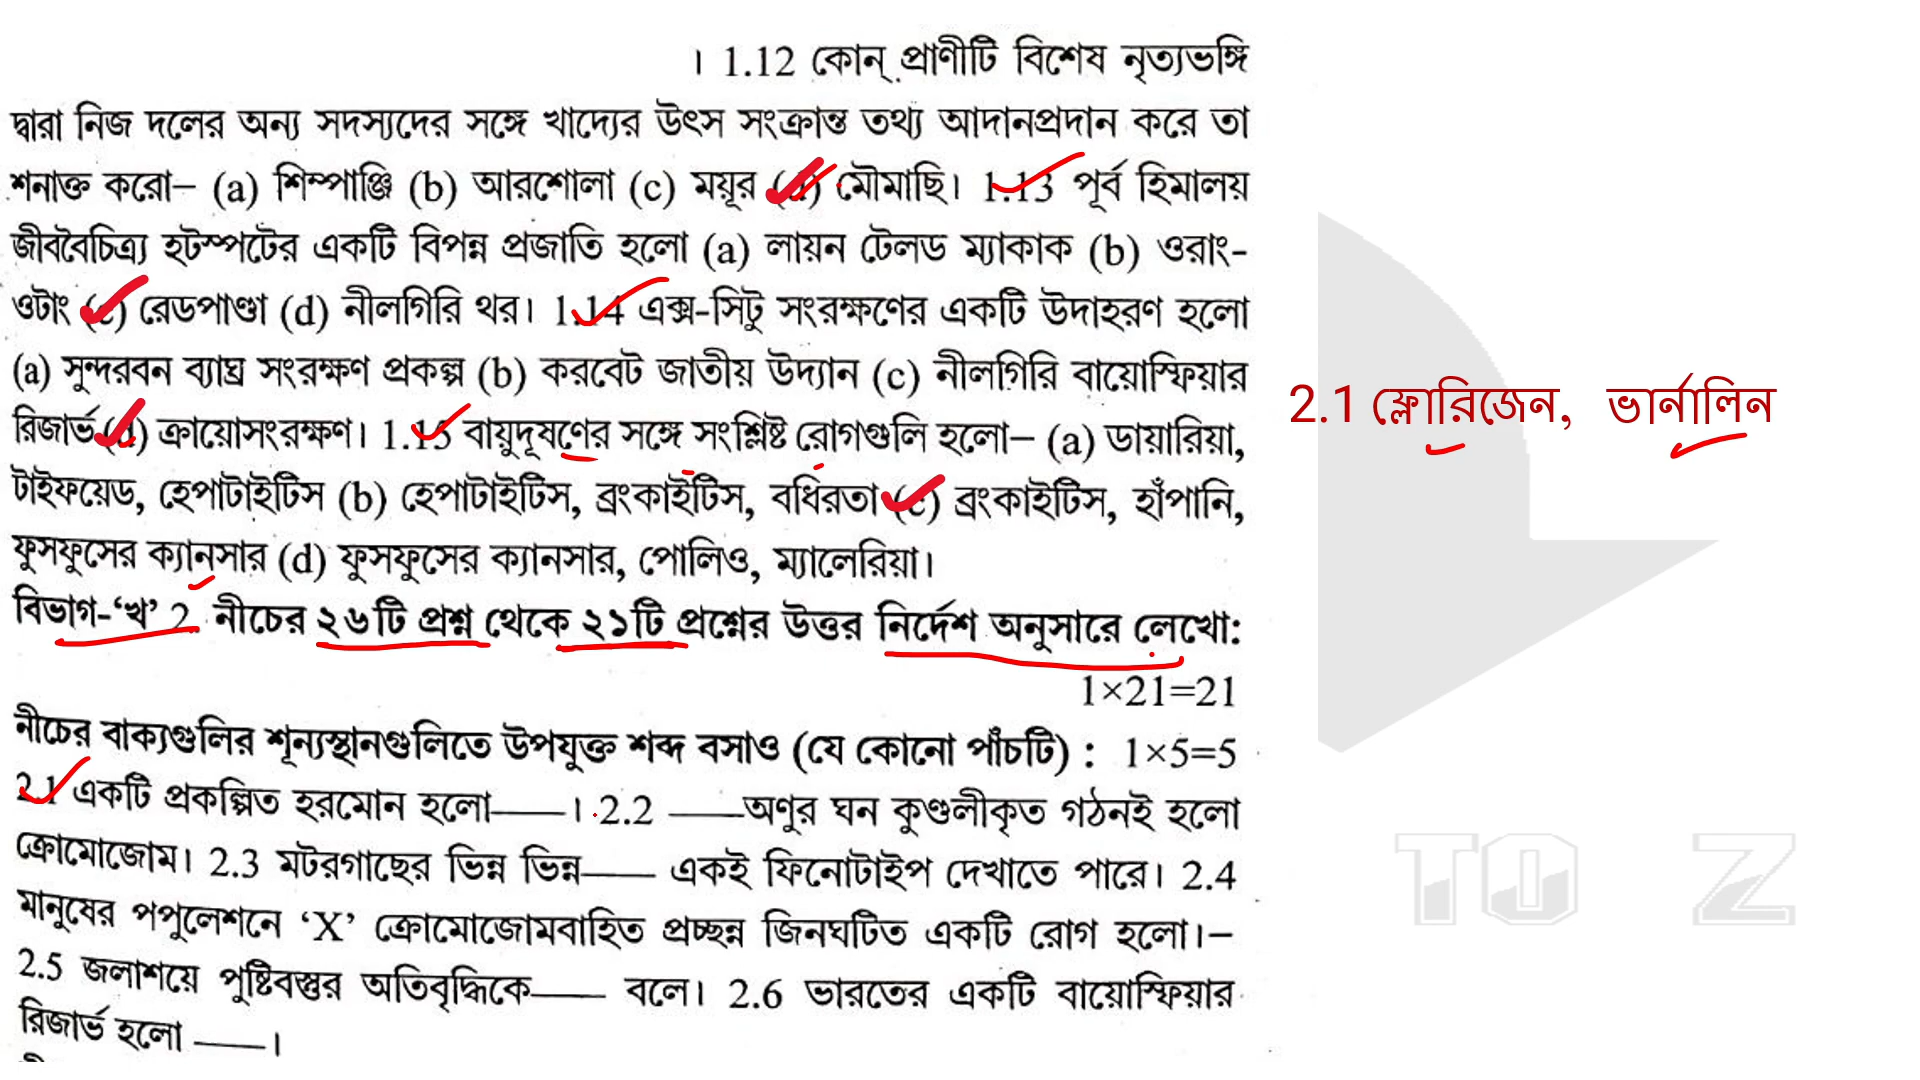 । 1.12 কোন্ প্রাণীটি বিশেষ নৃত্যভঙ্গি
দ্বারা নিজ দলের অন্য সদস্যদের সঙ্গে খাদ্যের উৎস সংক্রান্ত তথ্য আদানপ্রদান করে তা
শনাক্ত করো– (a) শিম্পাঞ্জি (b) আরশোলা (c) ময়ূর (d) মৌমাছি। 1.13 পূর্ব হিমালয়
জীববৈচিত্র্য হটস্পটের একটি বিপন্ন প্রজাতি হলো (a) লায়ন টেলড ম্যাকাক (b) ওরাং-
ওটাং (c) রেডপাণ্ডা (d) নীলগিরি থর। 1.14 এক্স-সিটু সংরক্ষণের একটি উদাহরণ হলো
(a) সুন্দরবন ব্যাঘ্র সংরক্ষণ প্রকল্প (b) করবেট জাতীয় উদ্যান (c) নীলগিরি বায়োস্ফিয়ার
রিজার্ভ (d) ক্রায়োসংরক্ষণ। 1.15 বায়ুদূষণের সঙ্গে সংশ্লিষ্ট রোগগুলি হলো– (a) ডায়ারিয়া,
টাইফয়েড, হেপাটাইটিস (b) হেপাটাইটিস, ব্রংকাইটিস, বধিরতা (c) ব্রংকাইটিস, হাঁপানি,
ফুসফুসের ক্যানসার (d) ফুসফুসের ক্যানসার, পোলিও, ম্যালেরিয়া।
বিভাগ-‘খ’ 2. নীচের ২৬টি প্রশ্ন থেকে ২১টি প্রশ্নের উত্তর নির্দেশ অনুসারে লেখো:
1×21=21
নীচের বাক্যগুলির শূন্যস্থানগুলিতে উপযুক্ত শব্দ বসাও (যে কোনো পাঁচটি) : 1×5=5
2.1 একটি প্রকল্পিত হরমোন হলো——। 2.2 ——অণুর ঘন কুণ্ডলীকৃত গঠনই হলো
ক্রোমোজোম। 2.3 মটরগাছের ভিন্ন ভিন্ন—— একই ফিনোটাইপ দেখাতে পারে। 2.4
মানুষের পপুলেশনে ‘X’ ক্রোমোজোমবাহিত প্রচ্ছন্ন জিনঘটিত একটি রোগ হলো।–
2.5 জলাশয়ে পুষ্টিবস্তুর অতিবৃদ্ধিকে—— বলে। 2.6 ভারতের একটি বায়োস্ফিয়ার
রিজার্ভ হলো ——।
2.1 ফ্লোরিজেন, ভার্নালিন
TO Z